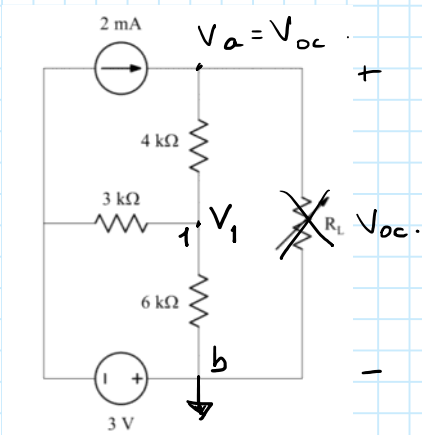 2 mA
Va = Voc
+
4 kΩ
3 kΩ
1
V1
RL
Voc.
6 kΩ
b
- +
−
3 V